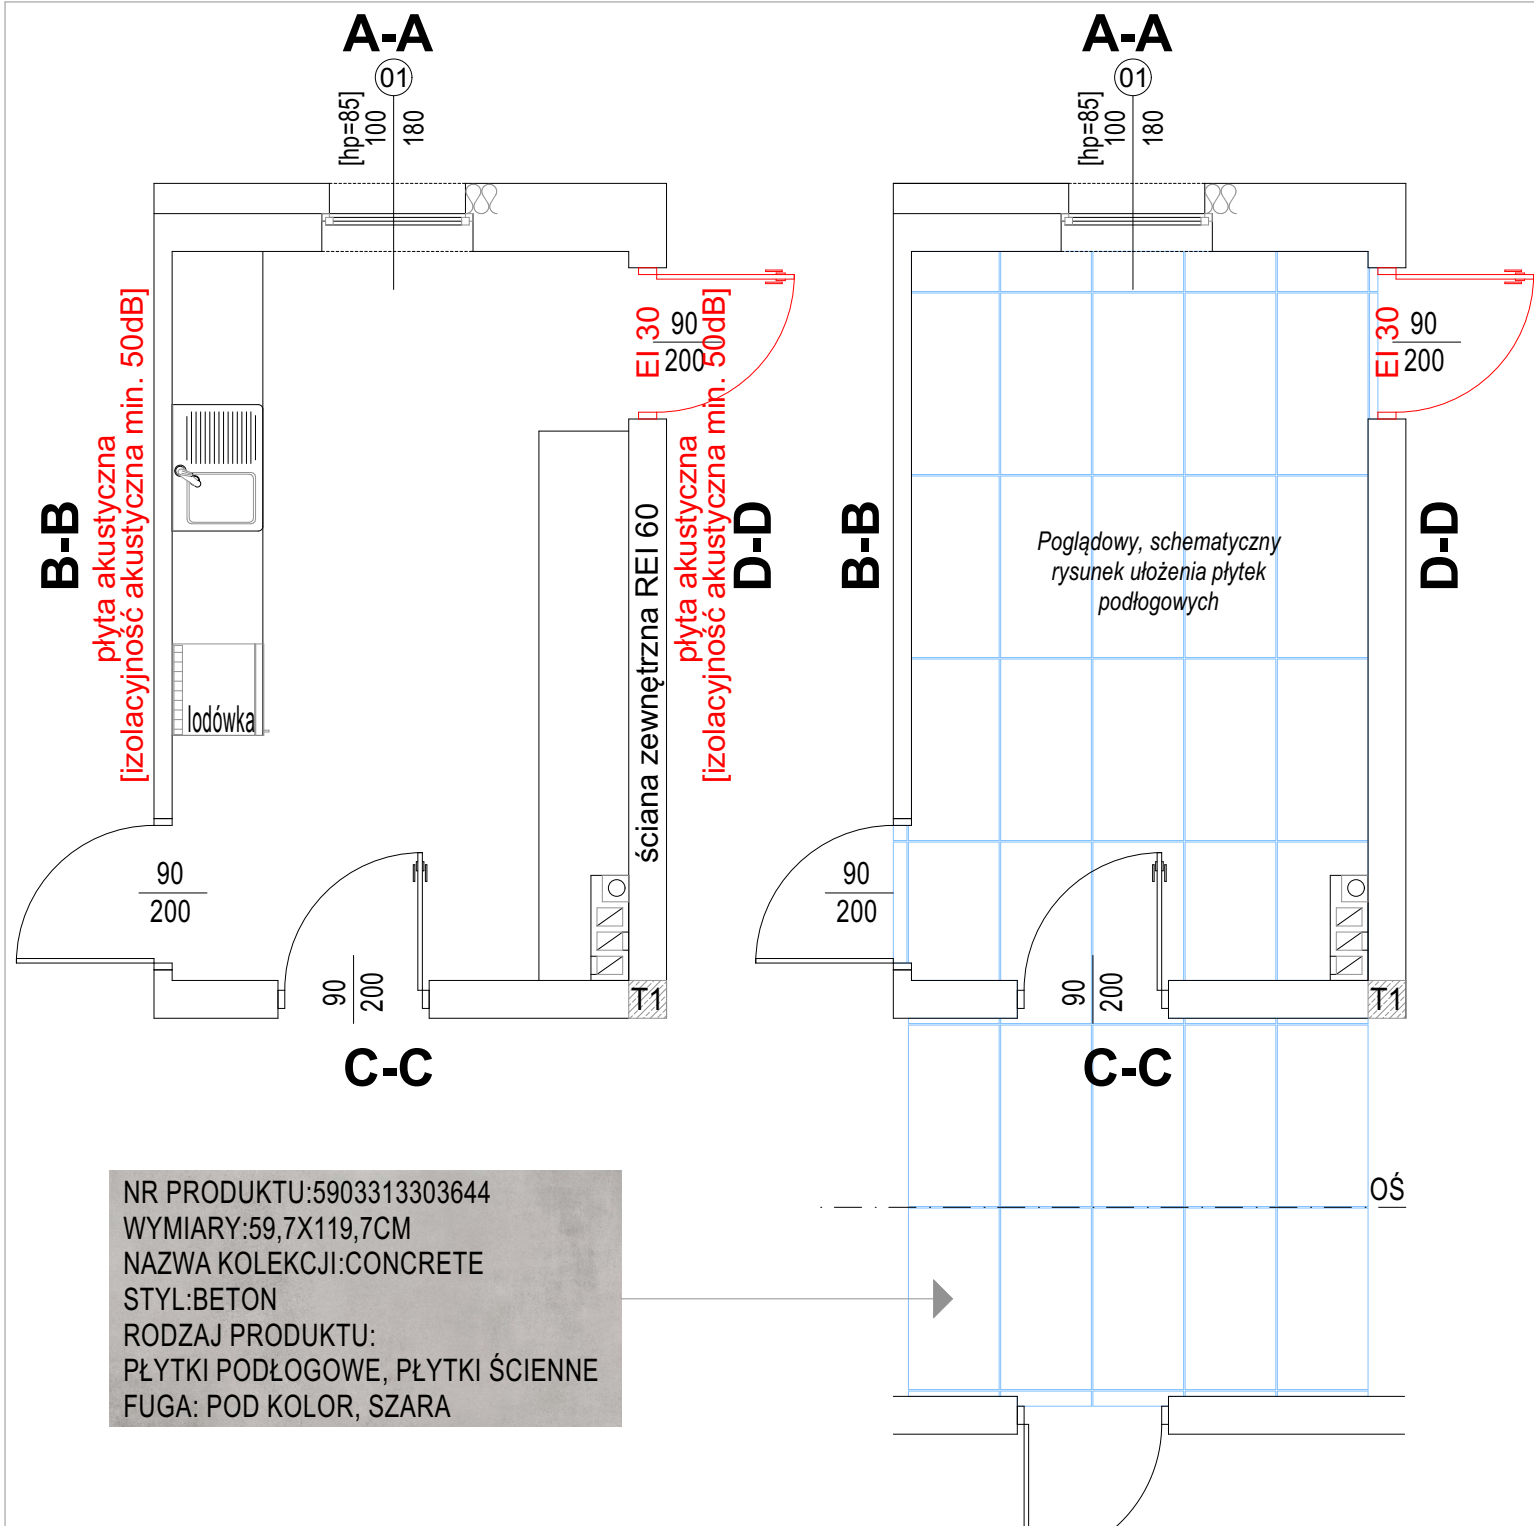 A-A
01
[hp=85]
100
180
B-B
płyta akustyczna
[izolacyjność akustyczna min. 50dB]
EI 30
90
200
płyta akustyczna
[izolacyjność akustyczna min. 50dB]
D-D
ściana zewnętrzna REI 60
lodówka
90
200
90
200
T1
C-C
A-A
01
[hp=85]
100
180
B-B
EI 30
90
200
D-D
Poglądowy, schematyczny
rysunek ułożenia płytek
podłogowych
90
200
90
200
T1
C-C
OŚ
NR PRODUKTU:5903313303644
WYMIARY:59,7X119,7CM
NAZWA KOLEKCJI:CONCRETE
STYL:BETON
RODZAJ PRODUKTU:
PŁYTKI PODŁOGOWE, PŁYTKI ŚCIENNE
FUGA: POD KOLOR, SZARA